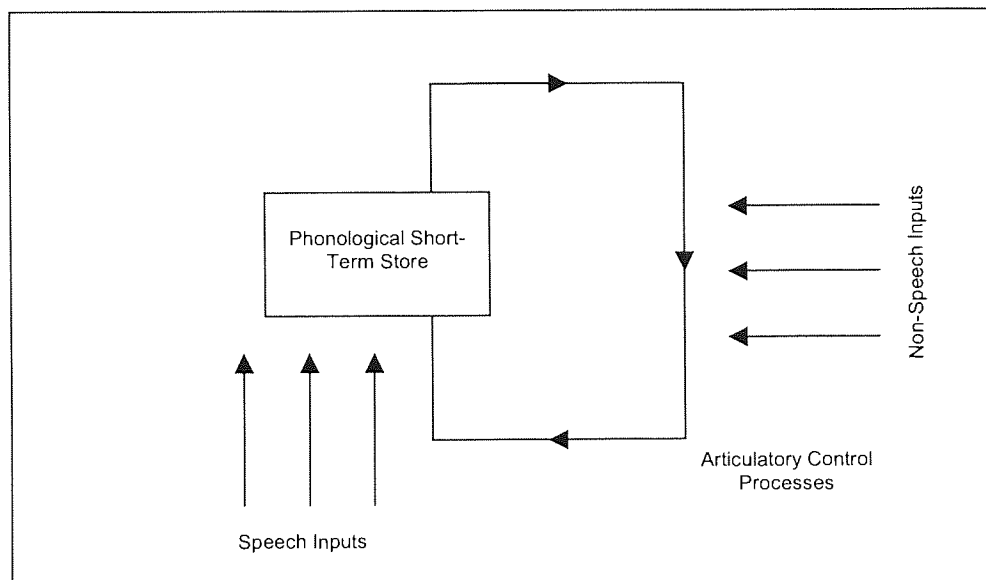 Phonological Short-
Term Store
Non-Speech Inputs
Articulatory Control
Processes
Speech Inputs